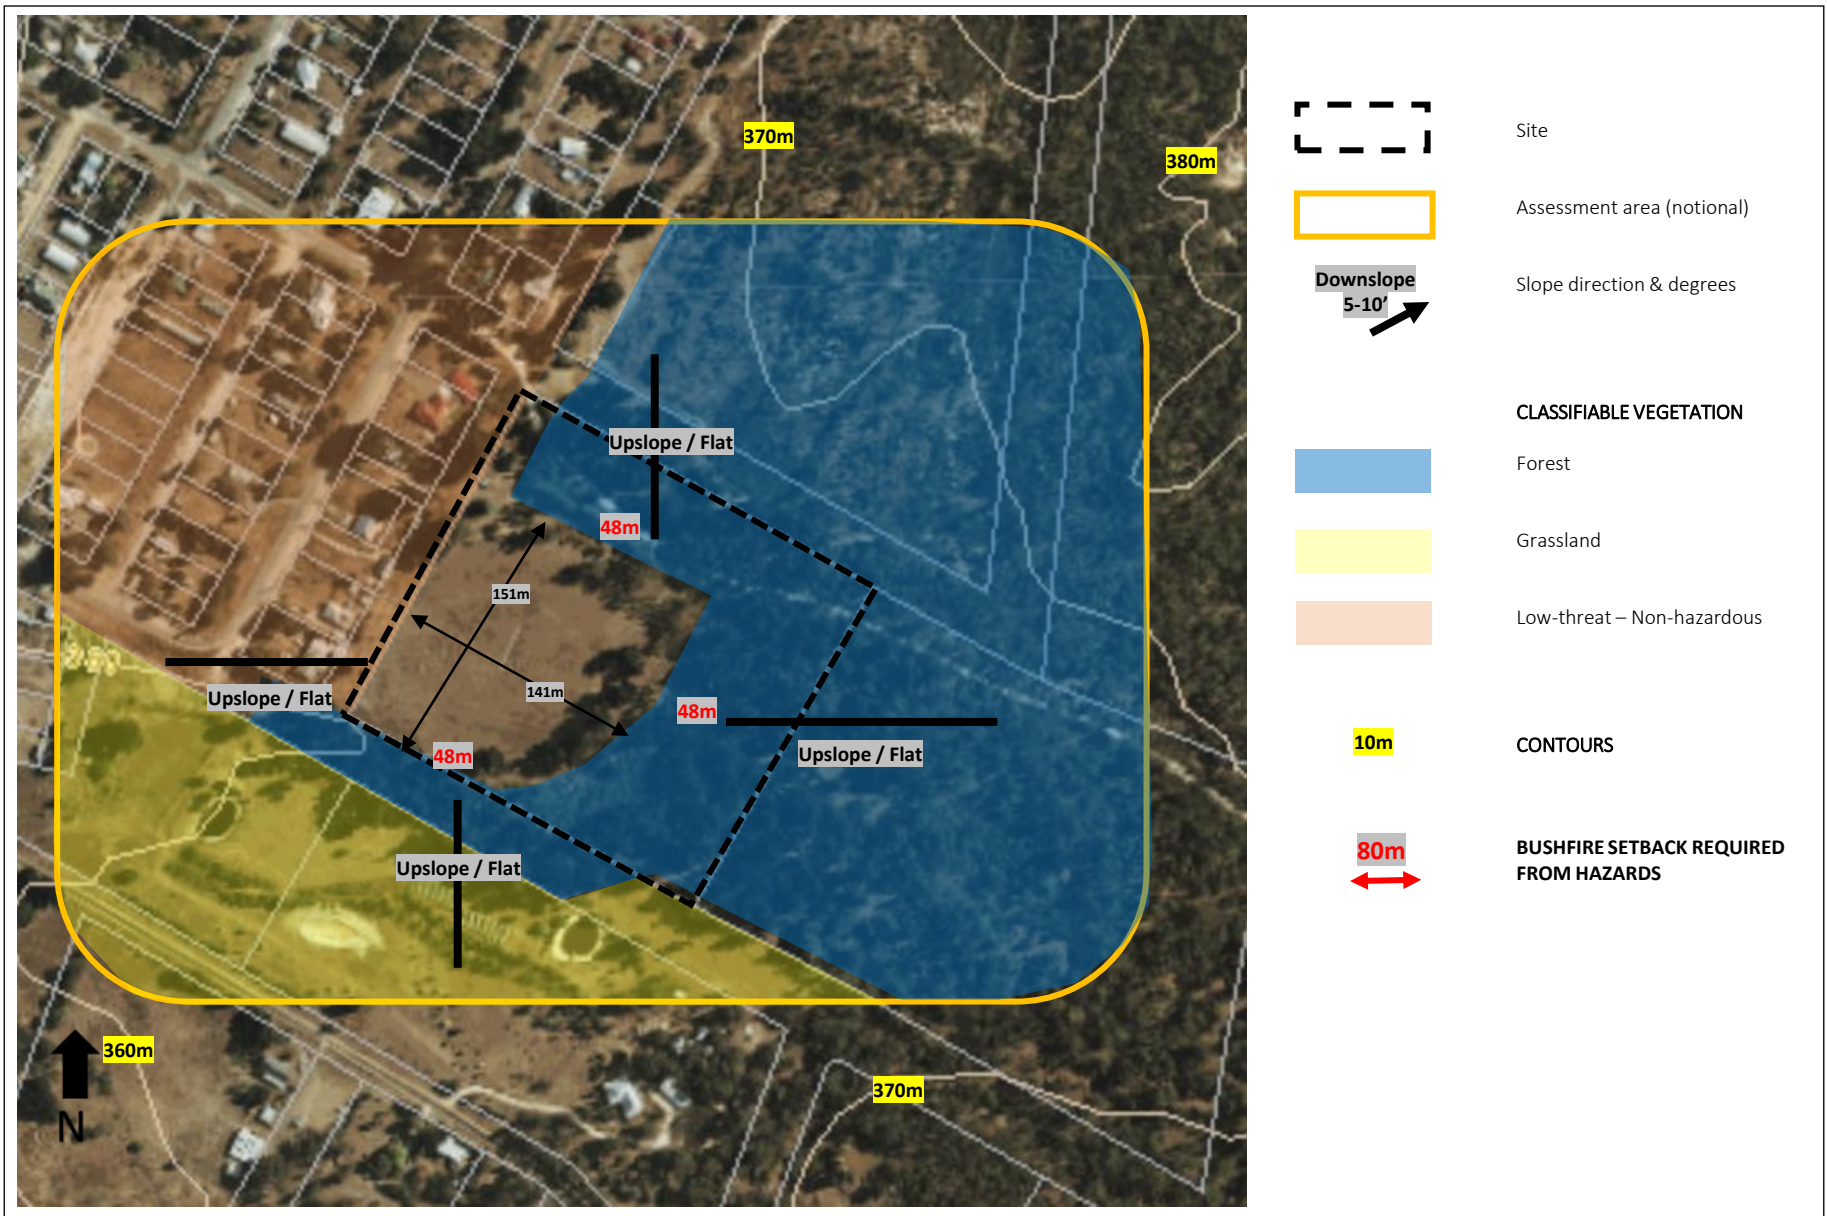 370m
380m
Upslope / Flat
48m
151m
141m
48m
Upslope / Flat
48m
Upslope / Flat
Upslope / Flat
360m
N
370m
Site
Assessment area (notional)
Downslope
5-10’
Slope direction & degrees
CLASSIFIABLE VEGETATION
Forest
Grassland
Low-threat – Non-hazardous
10m
CONTOURS
80m
BUSHFIRE SETBACK REQUIRED
FROM HAZARDS